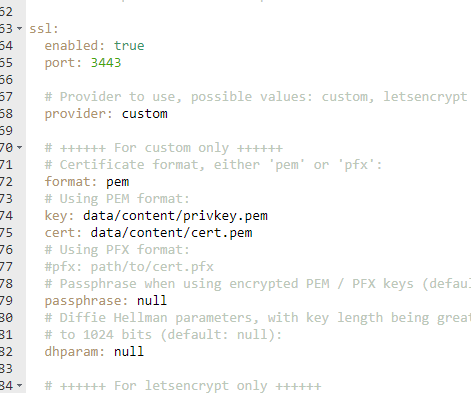 62
63 ssl:
64 enabled: true
65 port: 3443
66
67 # Provider to use, possible values: custom, letsencrypt
68 provider: custom
69
70 # ++++++ For custom only ++++++
71 # Certificate format, either 'pem' or 'pfx':
72 format: pem
73 # Using PEM format:
74 key: data/content/privkey.pem
75 cert: data/content/cert.pem
76 # Using PFX format:
77 #pfx: path/to/cert.pfx
78 # Passphrase when using encrypted PEM / PFX keys (defau
79 passphrase: null
80 # Diffie Hellman parameters, with key length being grea
81 # to 1024 bits (default: null):
82 dhparam: null
83
84 # ++++++ For letsencrypt only ++++++